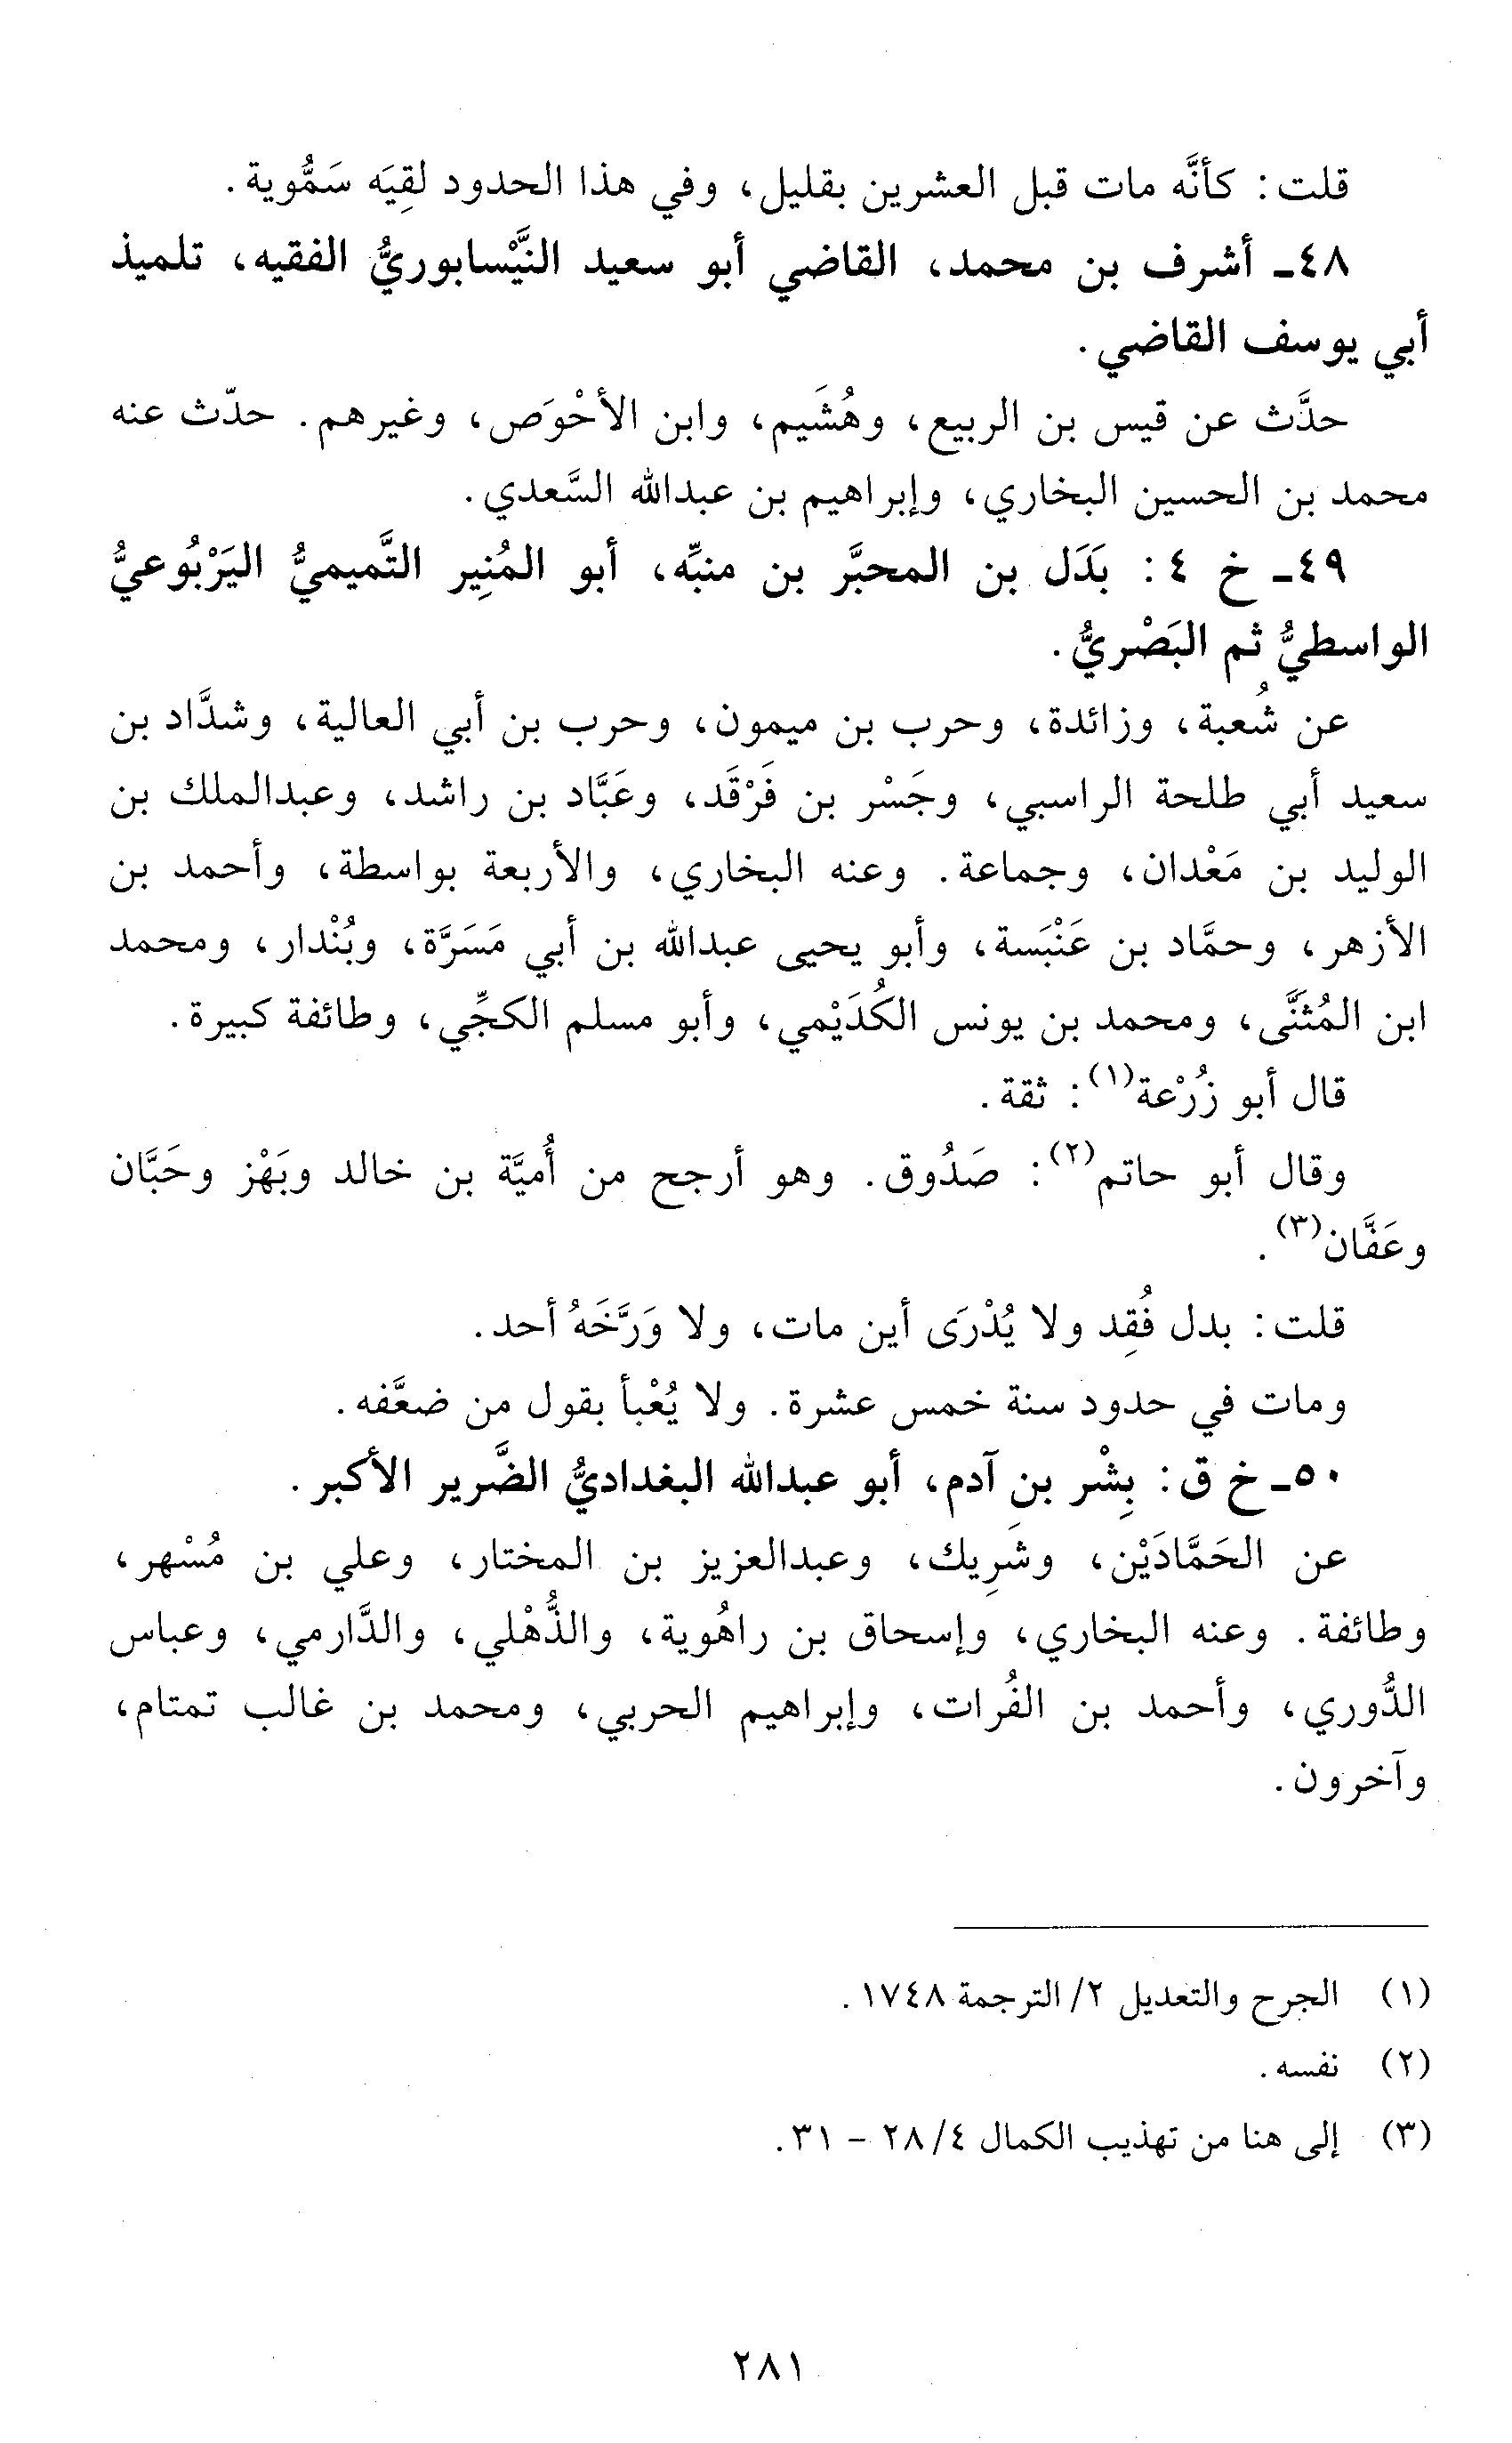 قلت: كأنَّه مات قبل العشرين بقليل، وفي هذا الحدود لقِيَه سَمُّوية.
٤٨- أشرف بن محمد، القاضي أبو سعيد النَّيْسابوريُّ الفقيه، تلميذ
أبي يوسف القاضي.
حدَّث عن قيس بن الربيع، وهُشَيم، وابن الأحْوَص، وغيرهم. حدّث عنه
محمد بن الحسين البخاري، وإبراهيم بن عبدالله السَّعدي.
٤٩- خ ٤: بَدَل بن المحبَّر بن منبِّه، أبو المُنِير التَّميميُّ اليَرْبُوعيُّ
الواسطيُّ ثم البَصْريُّ.
عن شُعبة، وزائدة، وحرب بن ميمون، وحرب بن أبي العالية، وشدَّاد بن
سعيد أبي طلحة الراسبي، وجَسْر بن فَرْقَد، وعَبَّاد بن راشد، وعبدالملك بن
الوليد بن مَعْدان، وجماعة. وعنه البخاري، والأربعة بواسطة، وأحمد بن
الأزهر، وحمَّاد بن عَنْبَسة، وأبو يحيى عبدالله بن أبي مَسَرَّة، وبُنْدار، ومحمد
ابن المُثنَّى، ومحمد بن يونس الكُدَيْمي، وأبو مسلم الكجِّي، وطائفة كبيرة.
قال أبو زُرْعة(١): ثقة.
وقال أبو حاتم(٢): صَدُوق. وهو أرجح من أُميَّة بن خالد وبَهْز وحَبَّان
وعَفَّان(٣).
قلت: بدل فُقِد ولا يُدْرَى أين مات، ولا وَرَّخَهُ أحد.
ومات في حدود سنة خمس عشرة. ولا يُعْبأ بقول من ضعَّفه.
٥٠- خ ق: بِشْر بن آدم، أبو عبدالله البغداديُّ الضَّرير الأكبر.
عن الحَمَّادَيْن، وشَرِيك، وعبدالعزيز بن المختار، وعلي بن مُسْهر،
وطائفة. وعنه البخاري، وإسحاق بن راهُوية، والذُّهْلي، والدَّارمي، وعباس
الدُّوري، وأحمد بن الفُرات، وإبراهيم الحربي، ومحمد بن غالب تمتام،
وآخرون.
(١) الجرح والتعديل ٢/ الترجمة ١٧٤٨.
(٢) نفسه.
(٣) إلى هنا من تهذيب الكمال ٤/ ٢٨ - ٣١.
٢٨١